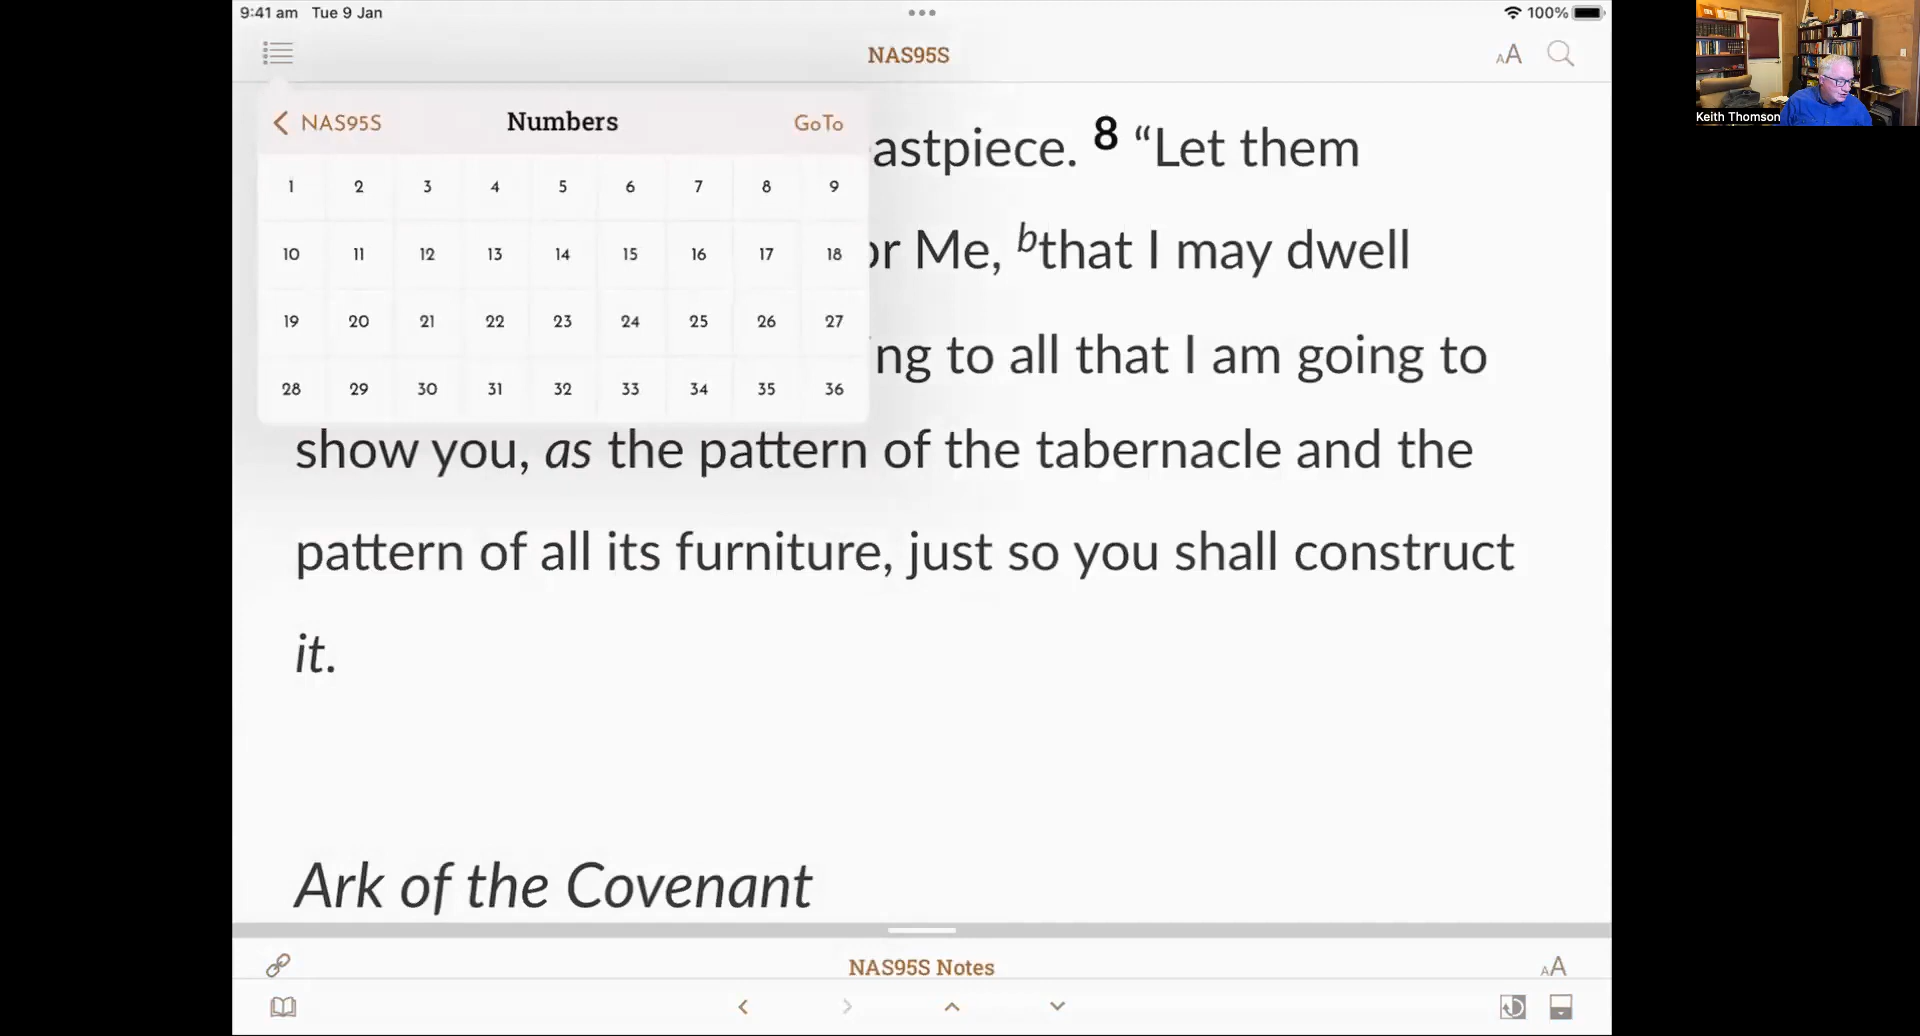 9:41 am Tue 9 Jan
100%
NAS95S
AA
NAS95S Numbers GoTo
1 2 3 4 5 6 7 8 9
10 11 12 13 14 15 16 17 18
19 20 21 22 23 24 25 26 27
28 29 30 31 32 33 34 35 36
astpiece. 8 “Let them
or Me, bthat I may dwell
ng to all that I am going to
show you, as the pattern of the tabernacle and the
pattern of all its furniture, just so you shall construct
it.
Ark of the Covenant
NAS95S Notes
AA
Keith Thomson